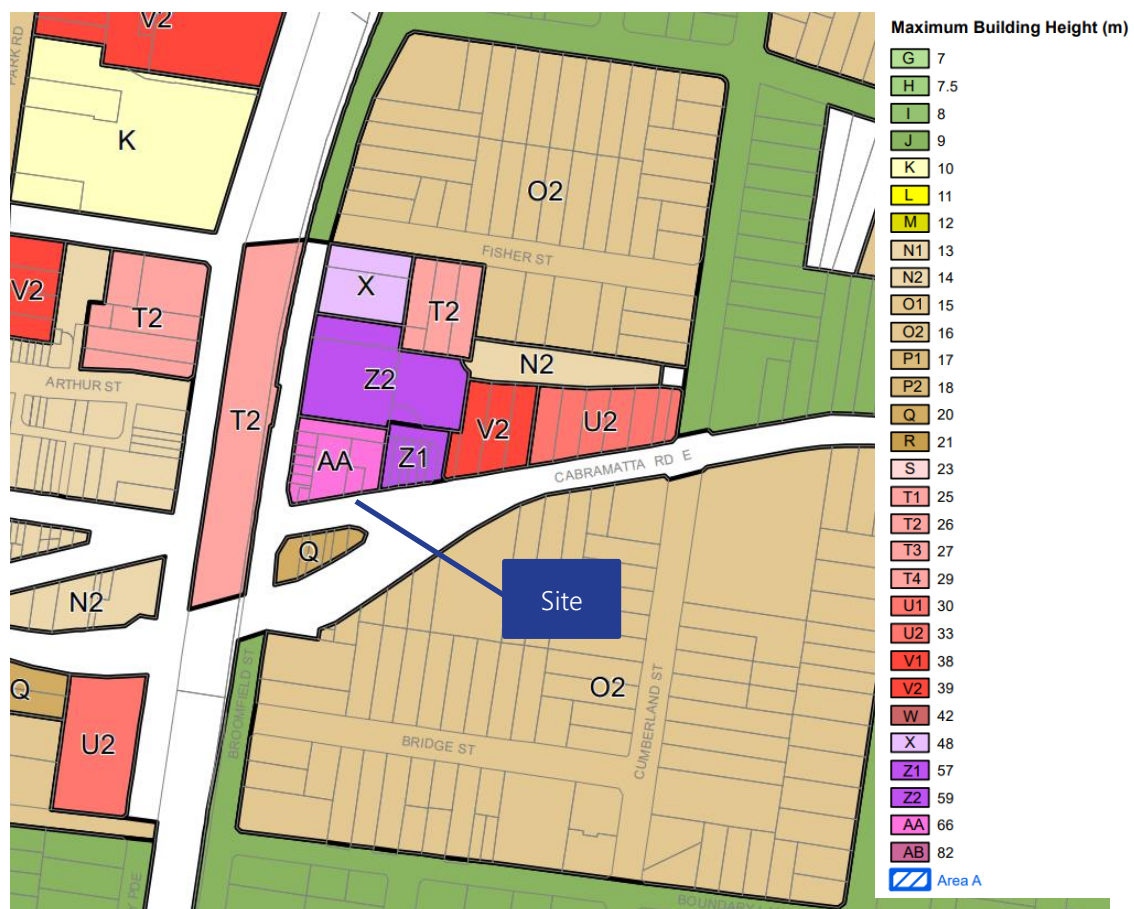 V2
PARK RD
K
O2
FISHER ST
X
T2
V2
T2
N2
ARTHUR ST
Z2
T2
V2
U2
AA
Z1
CABRAMATTA RD E
Q
N2
Site
O2
Q
U2
BROOMFIELD ST
BRIDGE ST
CUMBERLAND ST
PDE
Maximum Building Height (m)
G 7
H 7.5
I 8
J 9
K 10
L 11
M 12
N1 13
N2 14
O1 15
O2 16
P1 17
P2 18
Q 20
R 21
S 23
T1 25
T2 26
T3 27
T4 29
U1 30
U2 33
V1 38
V2 39
W 42
X 48
Z1 57
Z2 59
AA 66
AB 82
Area A